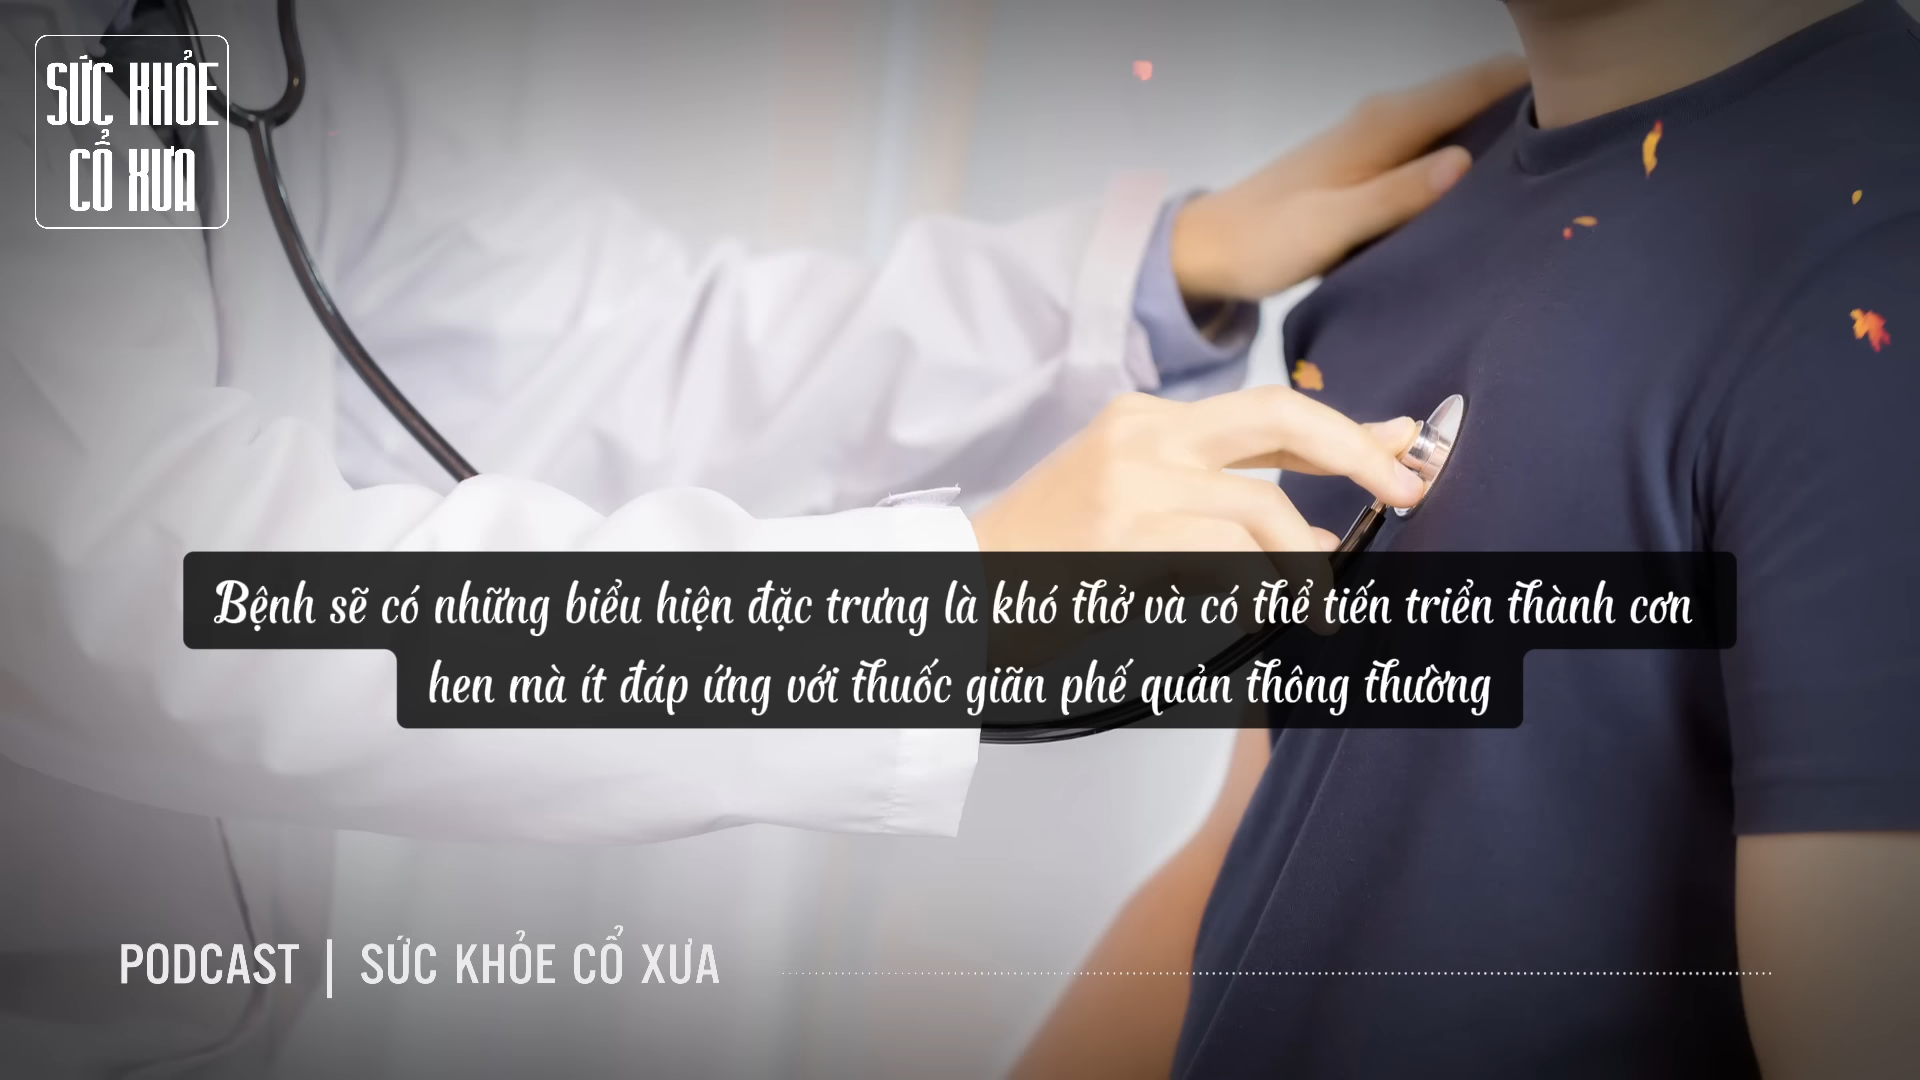 SỨC KHỎE
CỔ XƯA
Bệnh sẽ có những biểu hiện đặc trưng là khó thở và có thể tiến triển thành cơn
hen mà ít đáp ứng với thuốc giãn phế quản thông thường
PODCAST | SỨC KHỎE CỔ XƯA